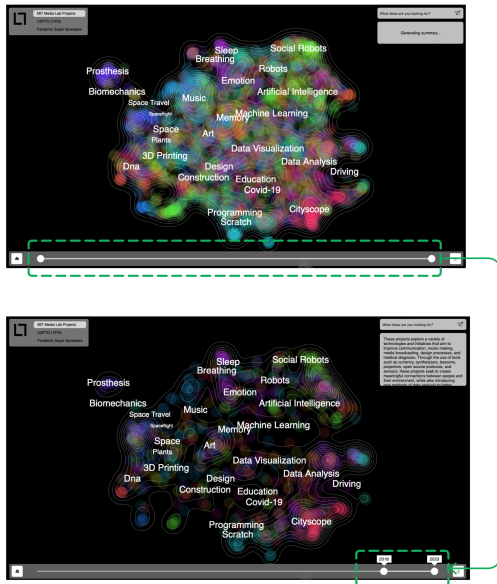 MIT Media Lab Projects
USPTO (1976)
Pandemic Super Spreaders
What ideas are you looking for?
Generating summary...
Sleep
Breathing
Social Robots
Prosthesis
Robots
Emotion
Biomechanics
Artificial Intelligence
Space Travel
Music
Spaceflight
Machine Learning
Memory
Space
Art
Plants
Data Visualization
3D Printing
Data Analysis
Dna
Design
Driving
Construction
Education
Covid-19
Programming
Scratch
Cityscope
MIT Media Lab Projects
USPTO (1976)
Pandemic Super Spreaders
What ideas are you looking for?
These projects explore a variety of
technologies and initiatives that aim to
improve communication, music-making,
media broadcasting, design processes, and
medical diagnosis. Through the use of tools
such as currency, synthesizers, beacons,
projectors, open source protocols, and
sensors, these projects seek to create
meaningful connections between people and
their environment, while also introducing
Sleep
Breathing
Social Robots
Prosthesis
Robots
Emotion
Biomechanics
Artificial Intelligence
Space Travel
Music
Spaceflight
Machine Learning
Memory
Space
Art
Plants
Data Visualization
3D Printing
Data Analysis
Dna
Design
Driving
Construction
Education
Covid-19
Programming
Scratch
Cityscope
2018
2023